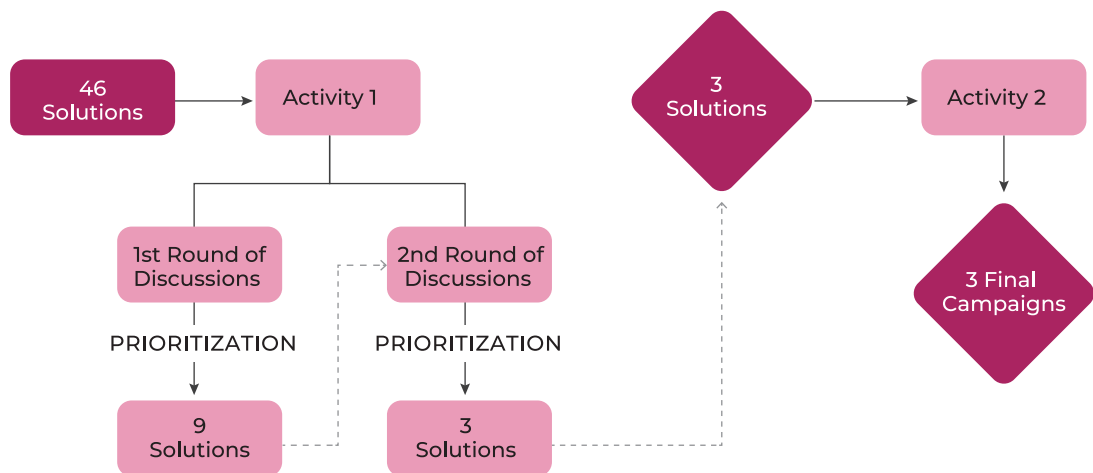 46
Solutions
Activity 1
1st Round of
Discussions
PRIORITIZATION
9
Solutions
2nd Round of
Discussions
PRIORITIZATION
3
Solutions
3
Solutions
Activity 2
3 Final
Campaigns